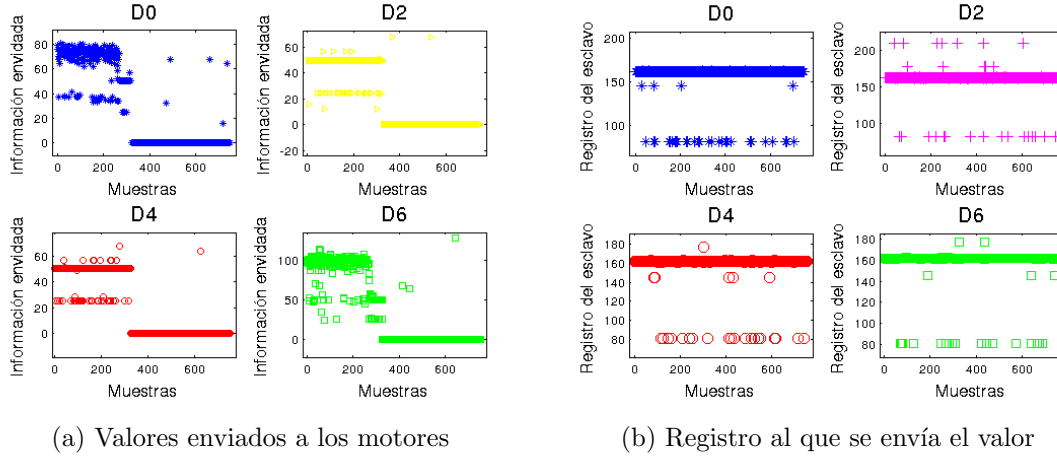 D0
D2
D0
D2
Información envidada
80
60
40
20
0
0
200
400
600
Muestras
Información envidada
60
40
20
0
-20
0
200
400
600
Muestras
Registro del esclavo
200
150
100
0
200
400
600
Muestras
Registro del esclavo
200
150
100
0
200
400
600
Muestras
D4
D6
D4
D6
Información envidada
60
40
20
0
0
200
400
600
Muestras
Información envidada
100
50
0
0
200
400
600
Muestras
Registro del esclavo
180
160
140
120
100
80
0
200
400
600
Muestras
Registro del esclavo
180
160
140
120
100
80
0
200
400
600
Muestras
(a) Valores enviados a los motores
(b) Registro al que se envía el valor